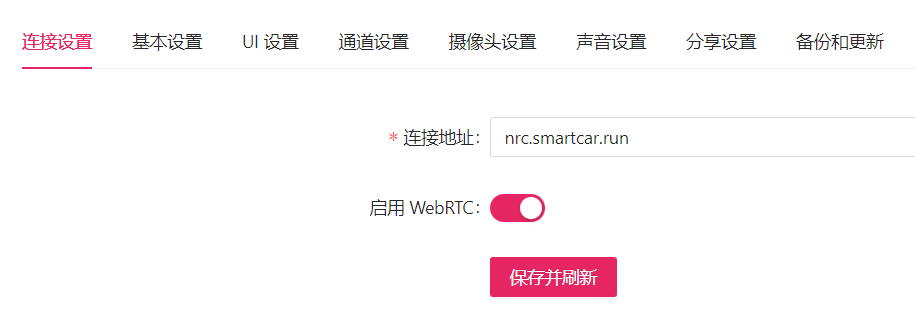 连接设置 基本设置 UI 设置 通道设置 摄像头设置 声音设置 分享设置 备份和更新
* 连接地址: nrc.smartcar.run
启用 WebRTC:
保存并刷新